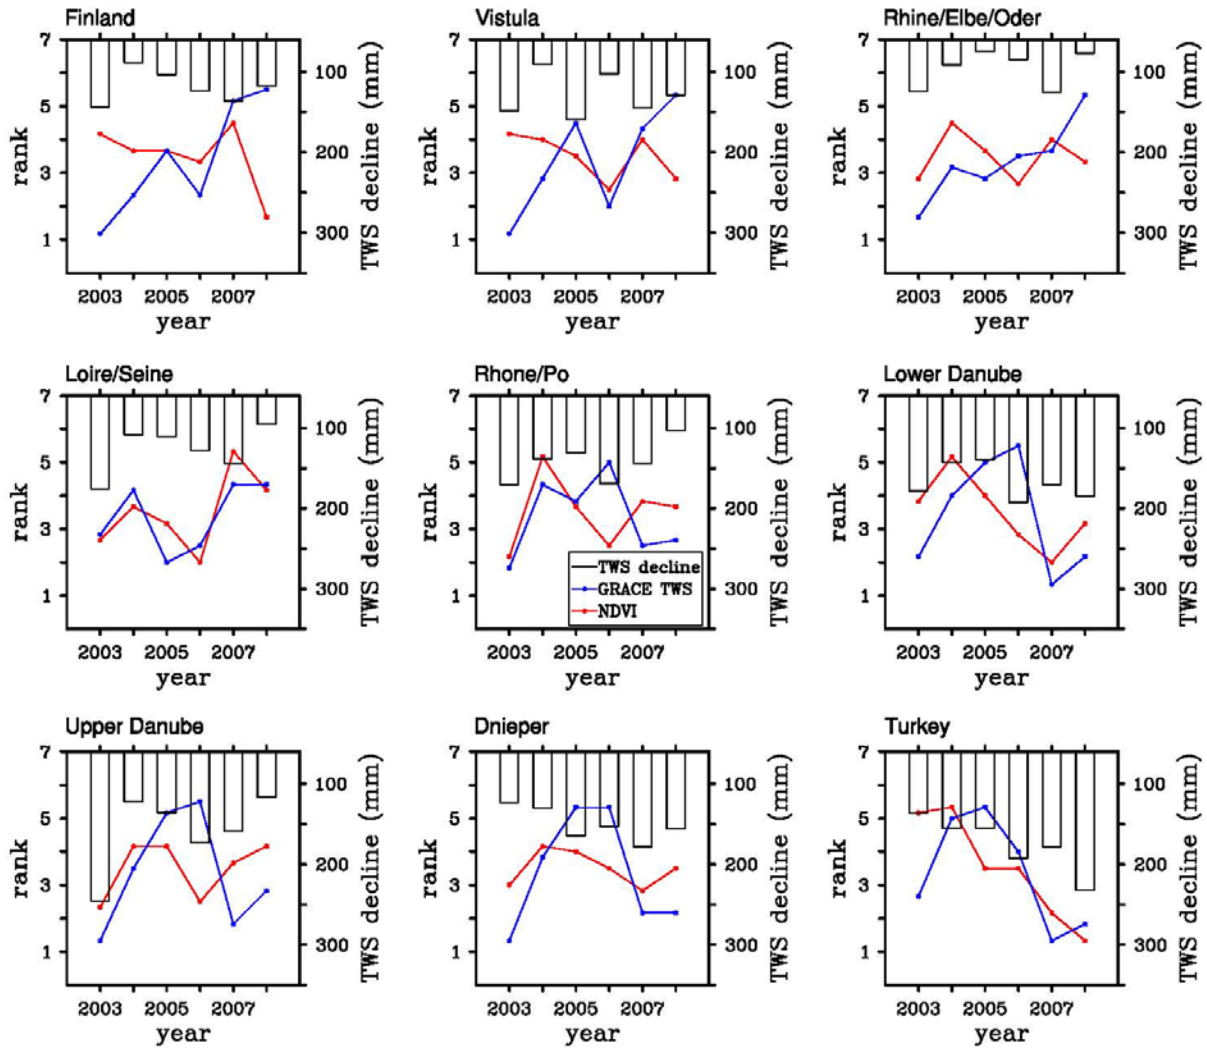 Finland
7
5
3
1
rank
100
200
300
TWS decline (mm)
2003 2005 2007
year
Vistula
7
5
3
1
rank
100
200
300
TWS decline (mm)
2003 2005 2007
year
Rhine/Elbe/Oder
7
5
3
1
rank
100
200
300
TWS decline (mm)
2003 2005 2007
year
Loire/Seine
7
5
3
1
rank
100
200
300
TWS decline (mm)
2003 2005 2007
year
Rhone/Po
7
5
3
1
rank
TWS decline
GRACE TWS
NDVI
100
200
300
TWS decline (mm)
2003 2005 2007
year
Lower Danube
7
5
3
1
rank
100
200
300
TWS decline (mm)
2003 2005 2007
year
Upper Danube
7
5
3
1
rank
100
200
300
TWS decline (mm)
2003 2005 2007
year
Dnieper
7
5
3
1
rank
100
200
300
TWS decline (mm)
2003 2005 2007
year
Turkey
7
5
3
1
rank
100
200
300
TWS decline (mm)
2003 2005 2007
year